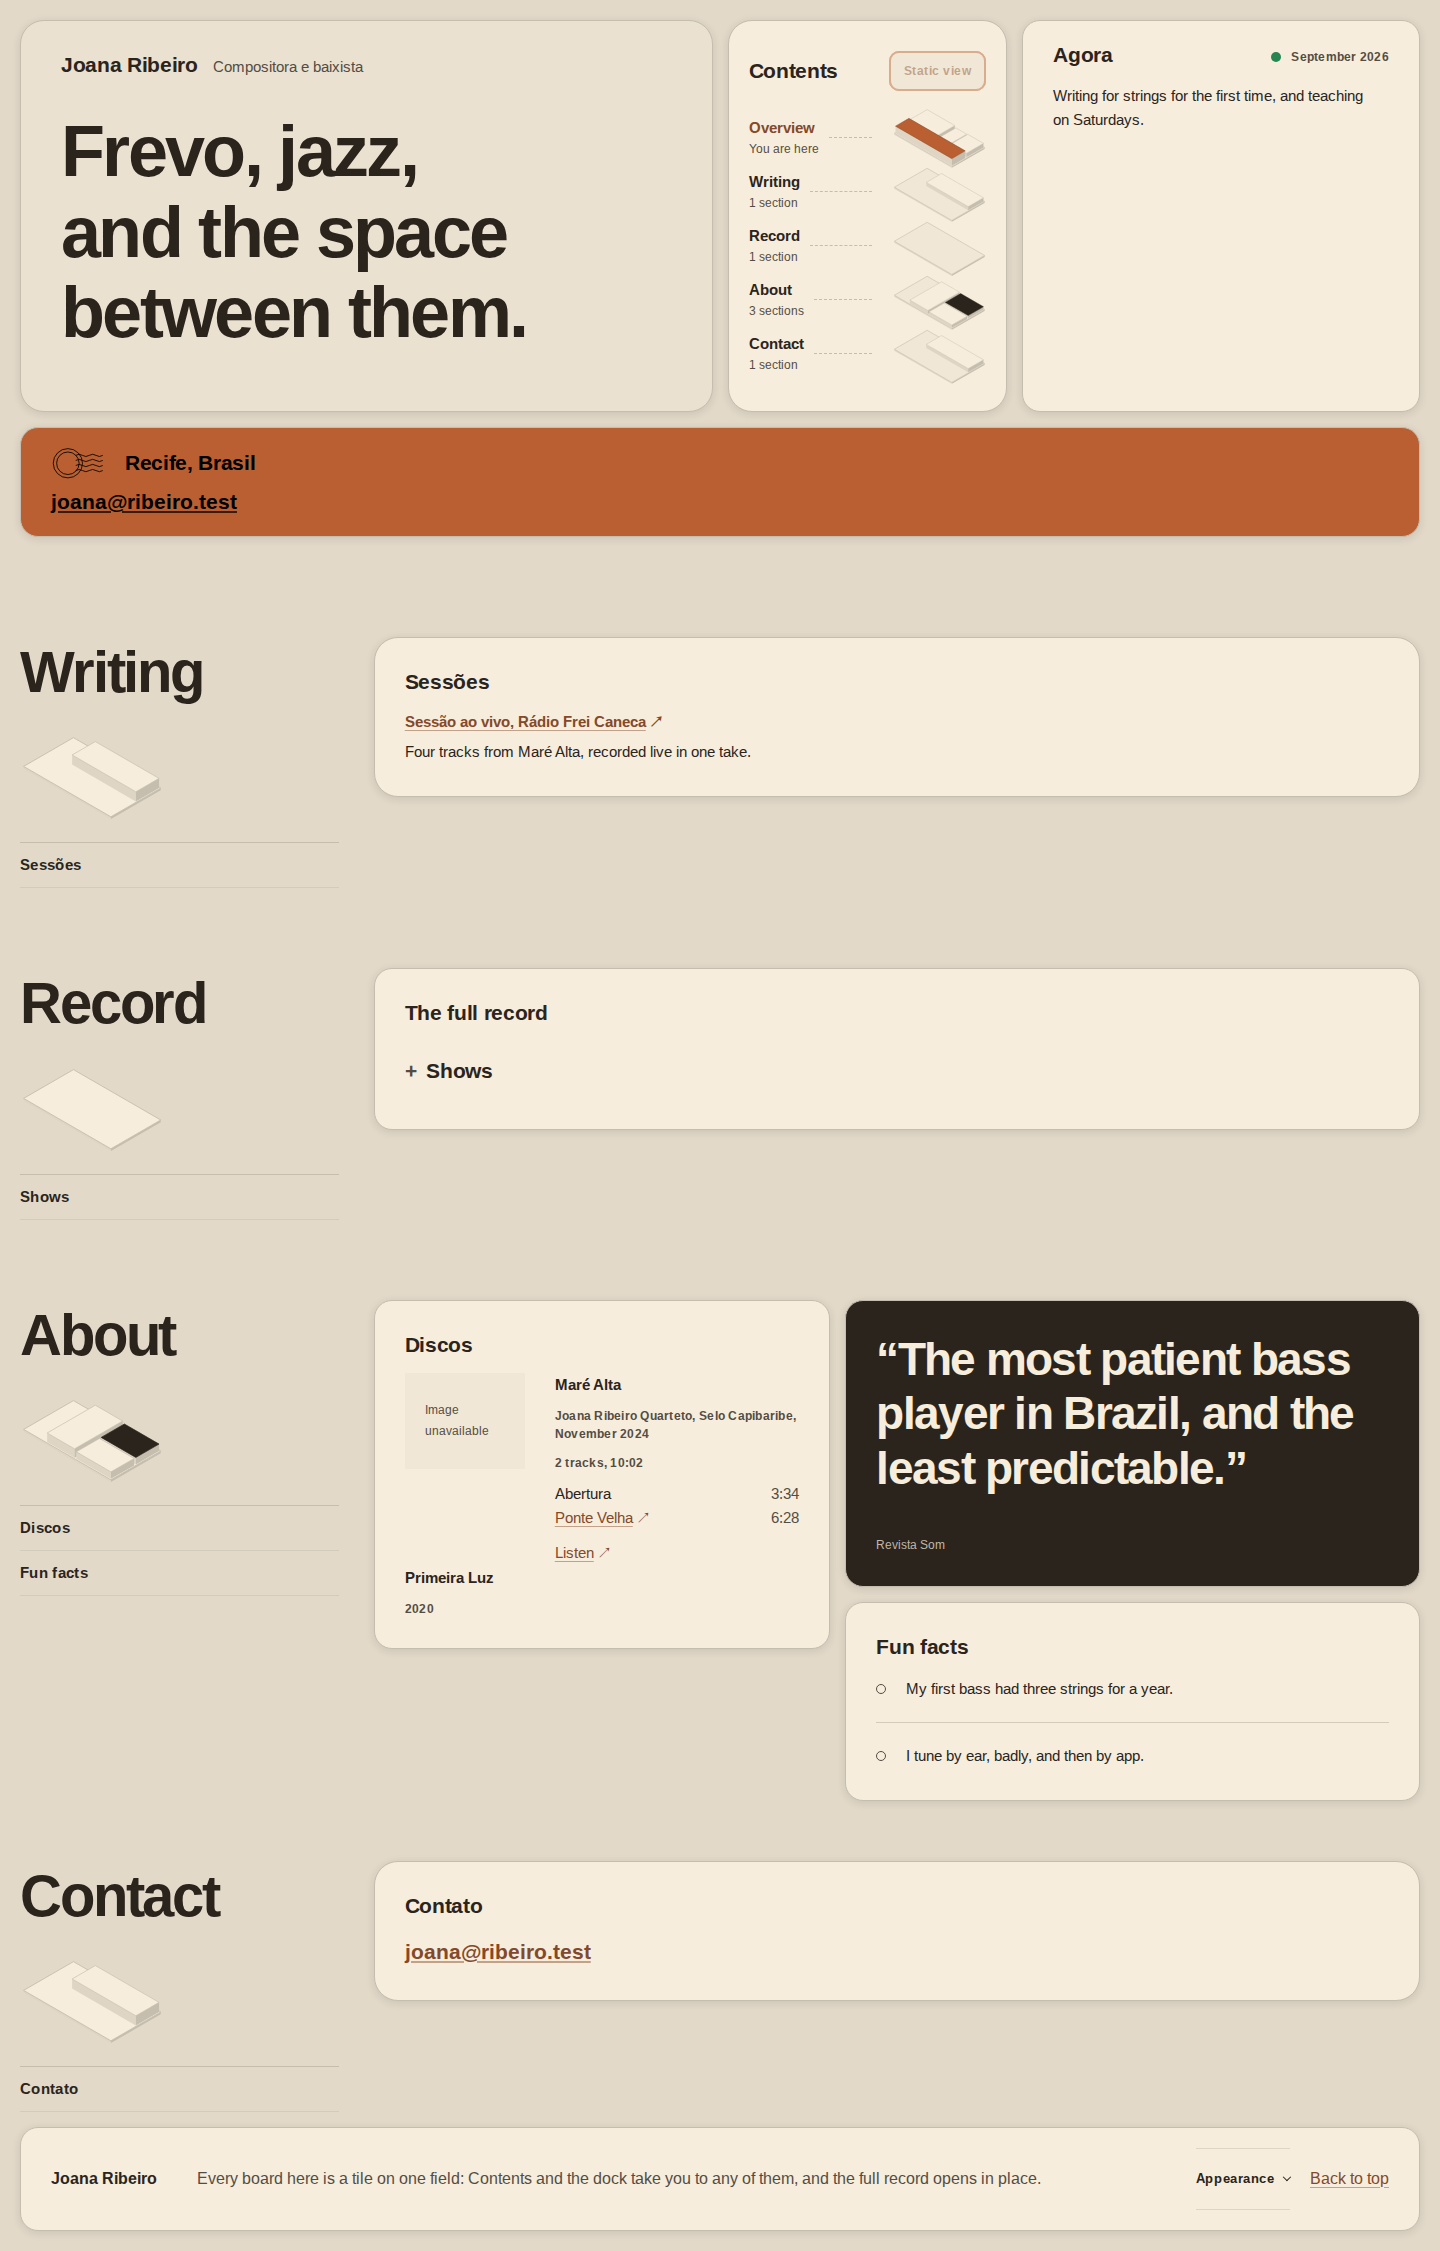 Joana Ribeiro Compositora e baixista
Frevo, jazz,
and the space
between them.
Contents
Static view
Overview
You are here
Writing
1 section
Record
1 section
About
3 sections
Contact
1 section
Agora
September 2026
Writing for strings for the first time, and teaching
on Saturdays.
Recife, Brasil
joana@ribeiro.test
Writing
Sessões
Sessões
Sessão ao vivo, Rádio Frei Caneca ↗
Four tracks from Maré Alta, recorded live in one take.
Record
Shows
The full record
+ Shows
About
Discos
Fun facts
Discos
Image
unavailable
Maré Alta
Joana Ribeiro Quarteto, Selo Capibaribe,
November 2024
2 tracks, 10:02
Abertura 3:34
Ponte Velha ↗ 6:28
Listen ↗
Primeira Luz
2020
“The most patient bass
player in Brazil, and the
least predictable.”
Revista Som
Fun facts
My first bass had three strings for a year.
I tune by ear, badly, and then by app.
Contact
Contato
Contato
joana@ribeiro.test
Joana Ribeiro
Every board here is a tile on one field: Contents and the dock take you to any of them, and the full record opens in place.
Appearance
Back to top